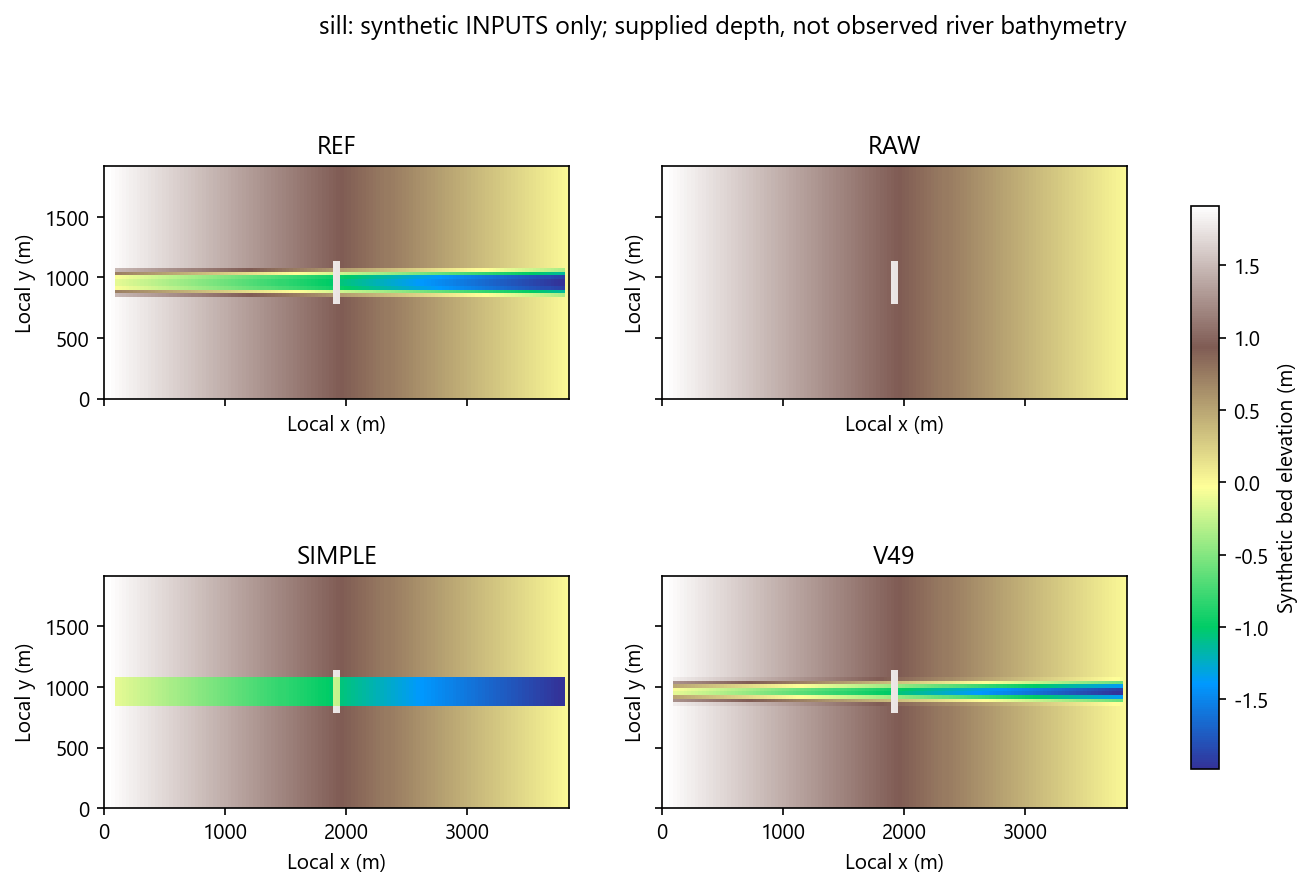 sill: synthetic INPUTS only; supplied depth, not observed river bathymetry
REF
RAW
Local y (m)
1500
1000
500
0
Local x (m)
Local y (m)
Local x (m)
SIMPLE
V49
Local y (m)
1500
1000
500
0
0
1000
2000
3000
Local x (m)
Local y (m)
0
1000
2000
3000
Local x (m)
1.5
1.0
0.5
0.0
-0.5
-1.0
-1.5
Synthetic bed elevation (m)